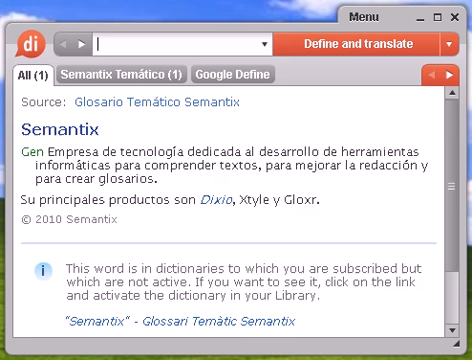 Menu
di
Define and translate
All (1) Semantix Temático (1) Google Define
Source: Glosario Temático Semantix
Semantix
Gen Empresa de tecnología dedicada al desarrollo de herramientas
informáticas para comprender textos, para mejorar la redacción y
para crear glosarios.
Su principales productos son Dixio, Xtyle y Gloxr.
© 2010 Semantix
i
This word is in dictionaries to which you are subscribed but
which are not active. If you want to see it, click on the link
and activate the dictionary in your Library.
"Semantix" - Glossari Temàtic Semantix